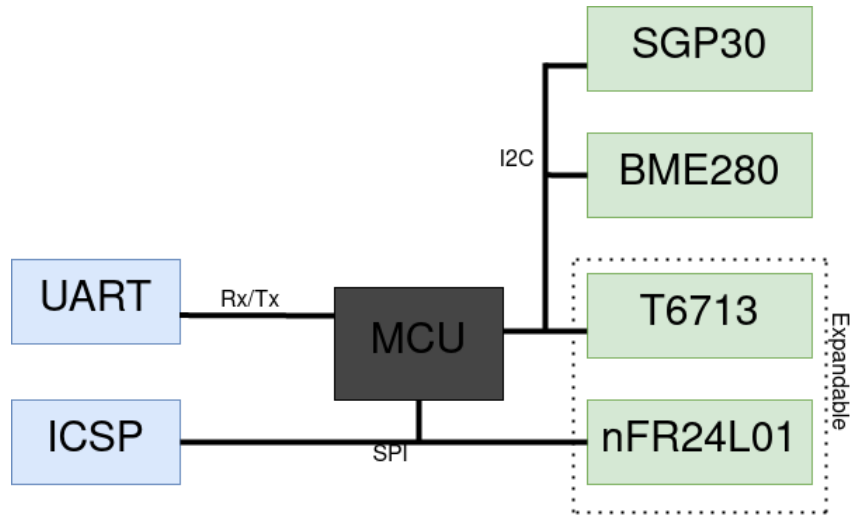 SGP30
I2C
BME280
UART
Rx/Tx
MCU
T6713
Expandable
ICSP
SPI
nFR24L01